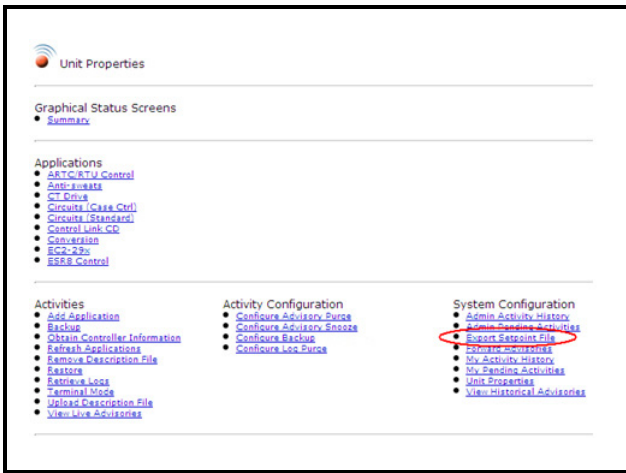 Unit Properties
Graphical Status Screens
Summary
Applications
ARTC/RTU Control
Anti-sweats
CT Drive
Circuits (Case Ctrl)
Circuits (Standard)
Control Link CD
Conversion
EC2-29x
ESR8 Control
Activities
Add Application
Backup
Obtain Controller Information
Refresh Applications
Remove Description File
Restore
Retrieve Logs
Terminal Mode
Upload Description File
View Live Advisories
Activity Configuration
Configure Advisory Purge
Configure Advisory Snooze
Configure Backup
Configure Log Purge
System Configuration
Admin Activity History
Admin Pending Activities
Export Setpoint File
Forward Advisories
My Activity History
My Pending Activities
Unit Properties
View Historical Advisories